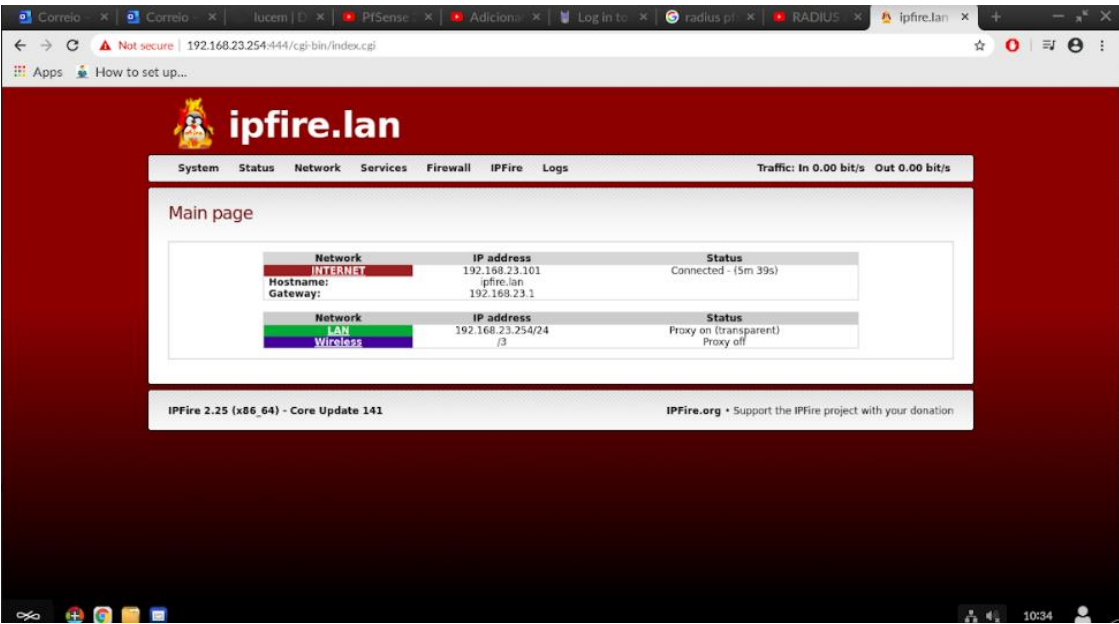 Correio - Correio - lucem | D PfSense Adiciona Log in to radius pf RADIUS ipfire.lan
Not secure | 192.168.23.254:444/cgi-bin/index.cgi
Apps How to set up...
ipfire.lan
System Status Network Services Firewall IPFire Logs Traffic: In 0.00 bit/s Out 0.00 bit/s
Main page
Network IP address Status
INTERNET 192.168.23.101 Connected - (5m 39s)
Hostname: ipfire.lan
Gateway: 192.168.23.1
Network IP address Status
LAN 192.168.23.254/24 Proxy on (transparent)
Wireless /3 Proxy off
IPFire 2.25 (x86_64) - Core Update 141 IPFire.org • Support the IPFire project with your donation
10:34